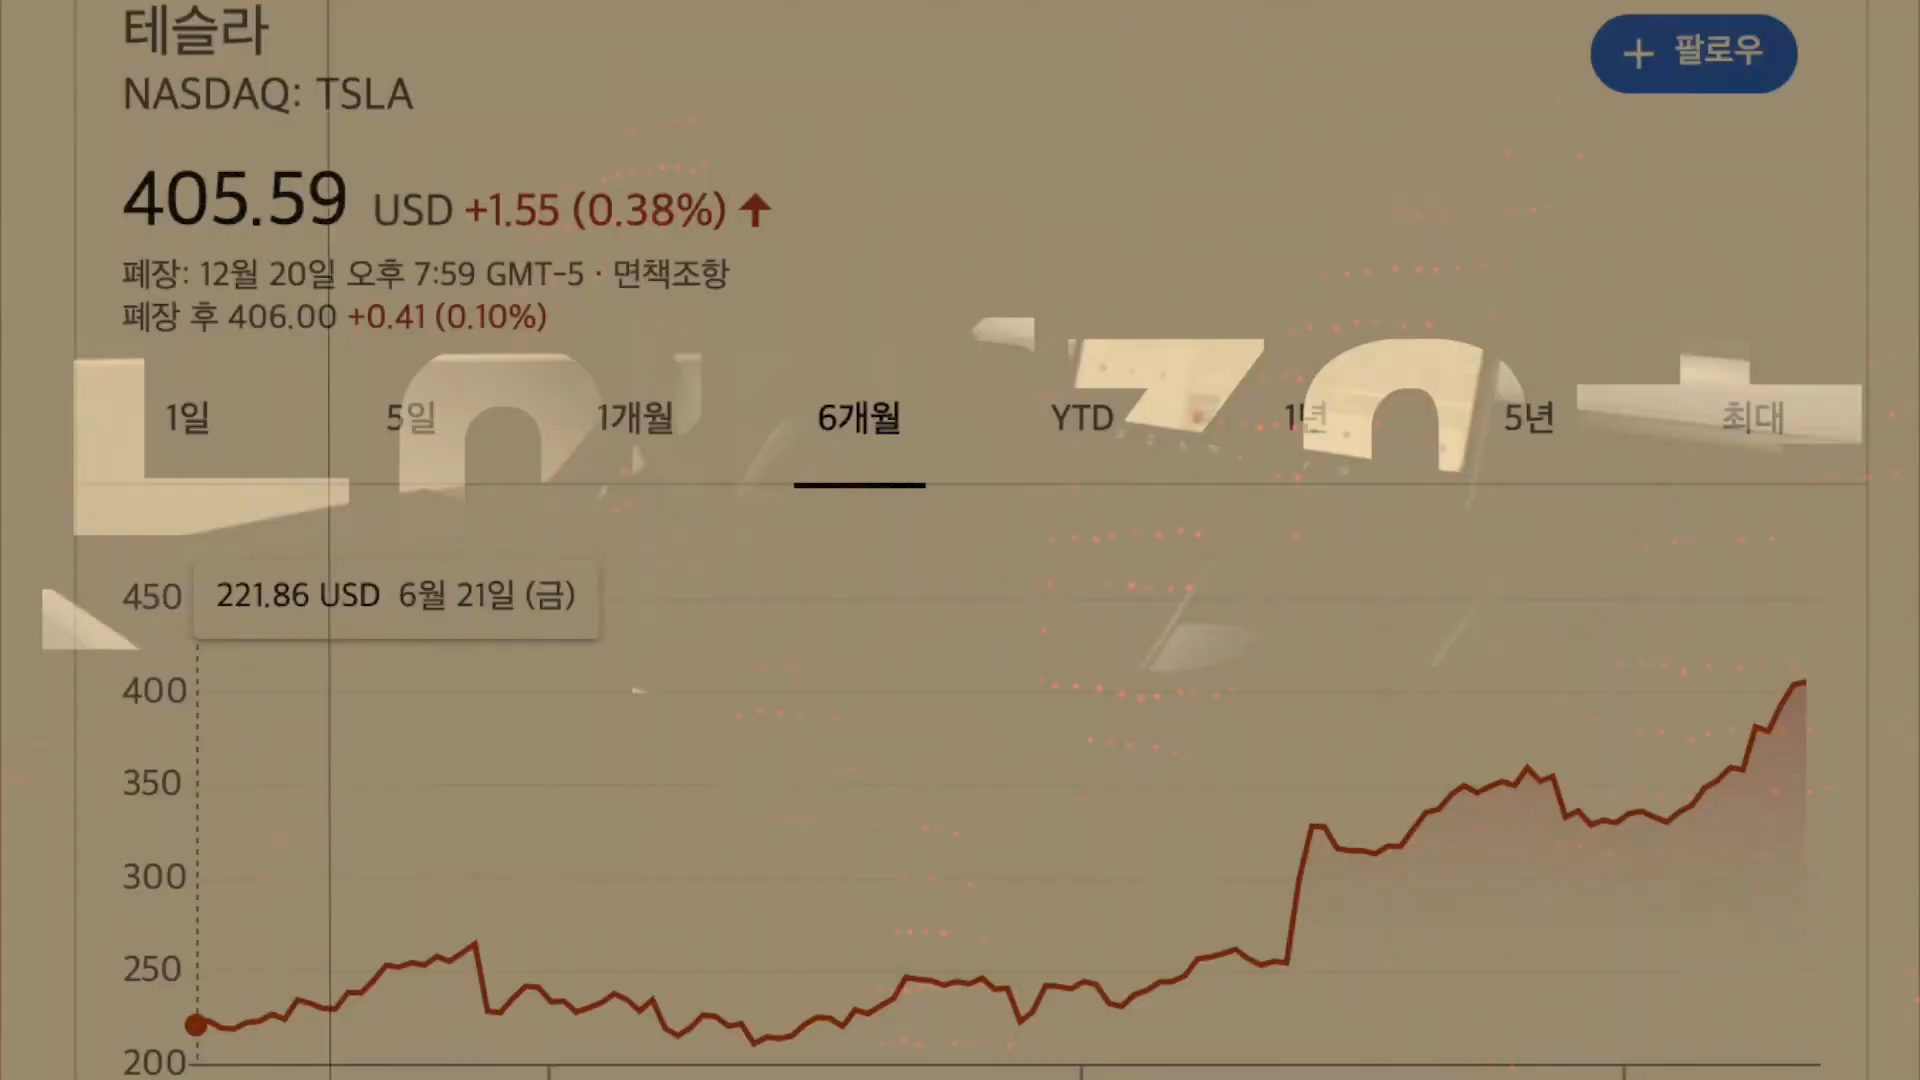 테슬라
+ 팔로우
NASDAQ: TSLA
405.59 USD +1.55 (0.38%)
폐장: 12월 20일 오후 7:59 GMT-5 · 면책조항
폐장 후 406.00 +0.41 (0.10%)
1일 5일 1개월 6개월 YTD 1년 5년 최대
450
221.86 USD 6월 21일 (금)
400
350
300
250
200